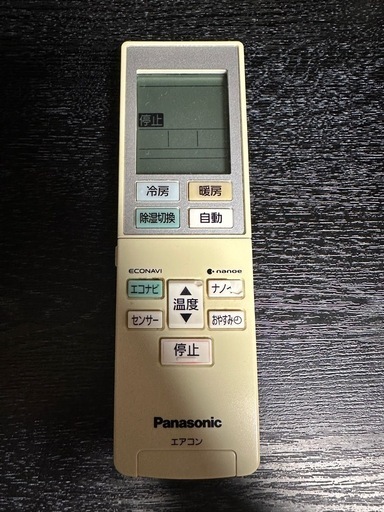 停止
冷房 暖房
除湿切換 自動
ECONAVI nanoe
エコナビ ナノイー
温度
センサー おやすみ
停止
Panasonic
エアコン